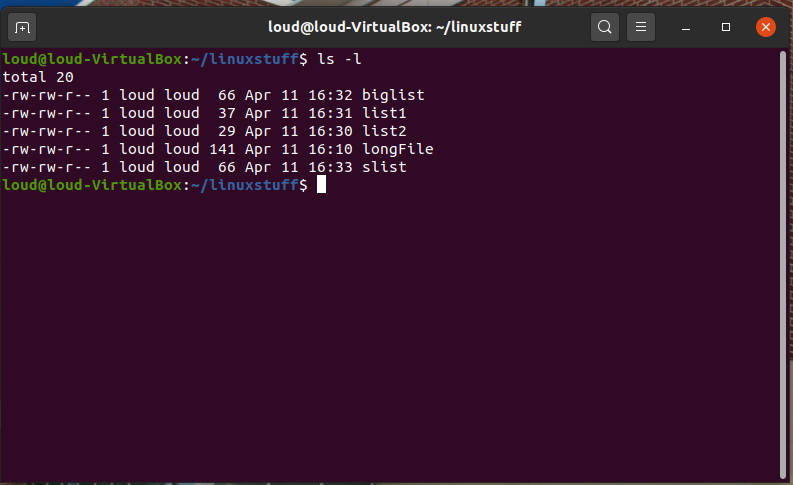 loud@loud-VirtualBox: ~/linuxstuff
loud@loud-VirtualBox:~/linuxstuff$ ls -l
total 20
-rw-rw-r-- 1 loud loud  66 Apr 11 16:32 biglist
-rw-rw-r-- 1 loud loud  37 Apr 11 16:31 list1
-rw-rw-r-- 1 loud loud  29 Apr 11 16:30 list2
-rw-rw-r-- 1 loud loud 141 Apr 11 16:10 longFile
-rw-rw-r-- 1 loud loud  66 Apr 11 16:33 slist
loud@loud-VirtualBox:~/linuxstuff$